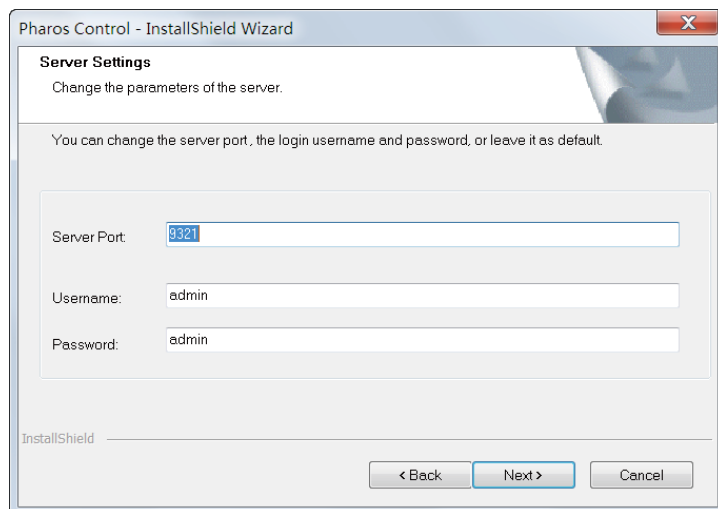 Pharos Control - InstallShield Wizard
X
Server Settings
Change the parameters of the server.
You can change the server port, the login username and password, or leave it as default.
Server Port: 9321
Username: admin
Password: admin
InstallShield
< Back Next > Cancel